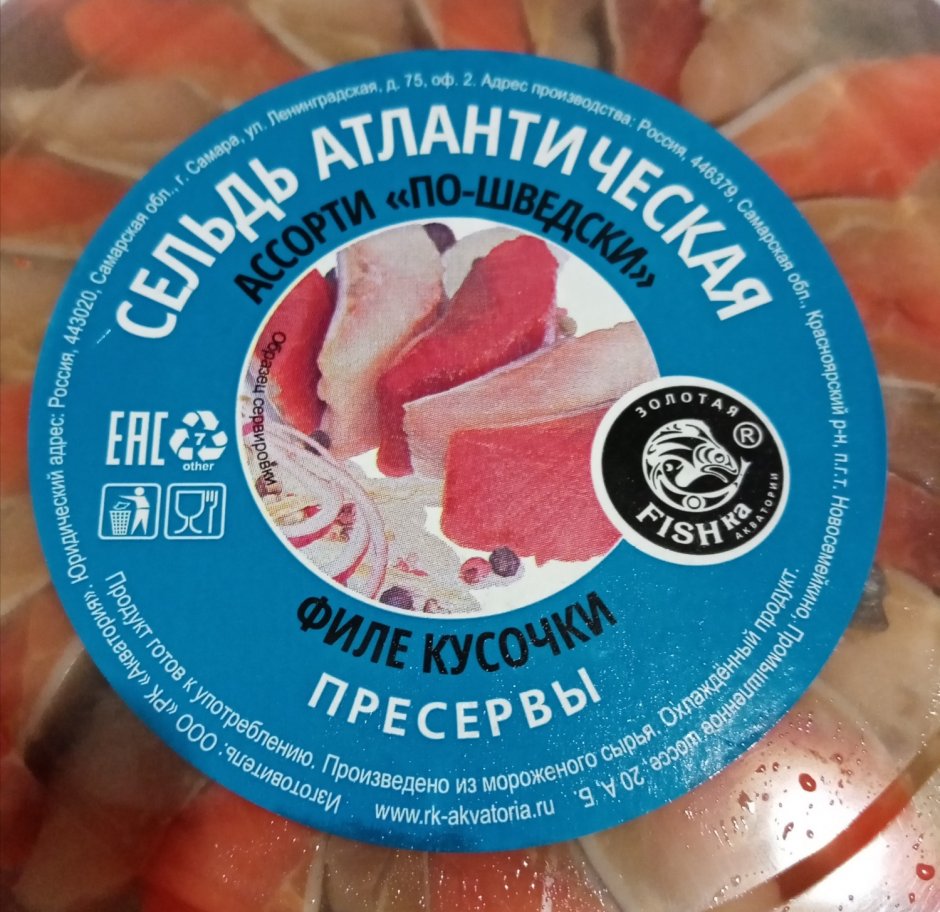 Изготовитель: ООО «РК «Акватория». Юридический адрес: Россия, 443020, Самарская обл., г. Самара, ул. Ленинградская, д. 75, оф. 2. Адрес производства: Россия, 446379, Самарская обл., Красноярский р-н, п.г.т. Новосемейкино, Промышленное шоссе, 20 А, Б
СЕЛЬДЬ АТЛАНТИЧЕСКАЯ
АССОРТИ «ПО-ШВЕДСКИ»
Образец сервировки
EAC
7
other
ЗОЛОТАЯ
®
FISHка
АКВАТОРИИ
ФИЛЕ КУСОЧКИ
ПРЕСЕРВЫ
Продукт готов к употреблению. Произведено из мороженого сырья. Охлаждённый продукт.
www.rk-akvatoria.ru